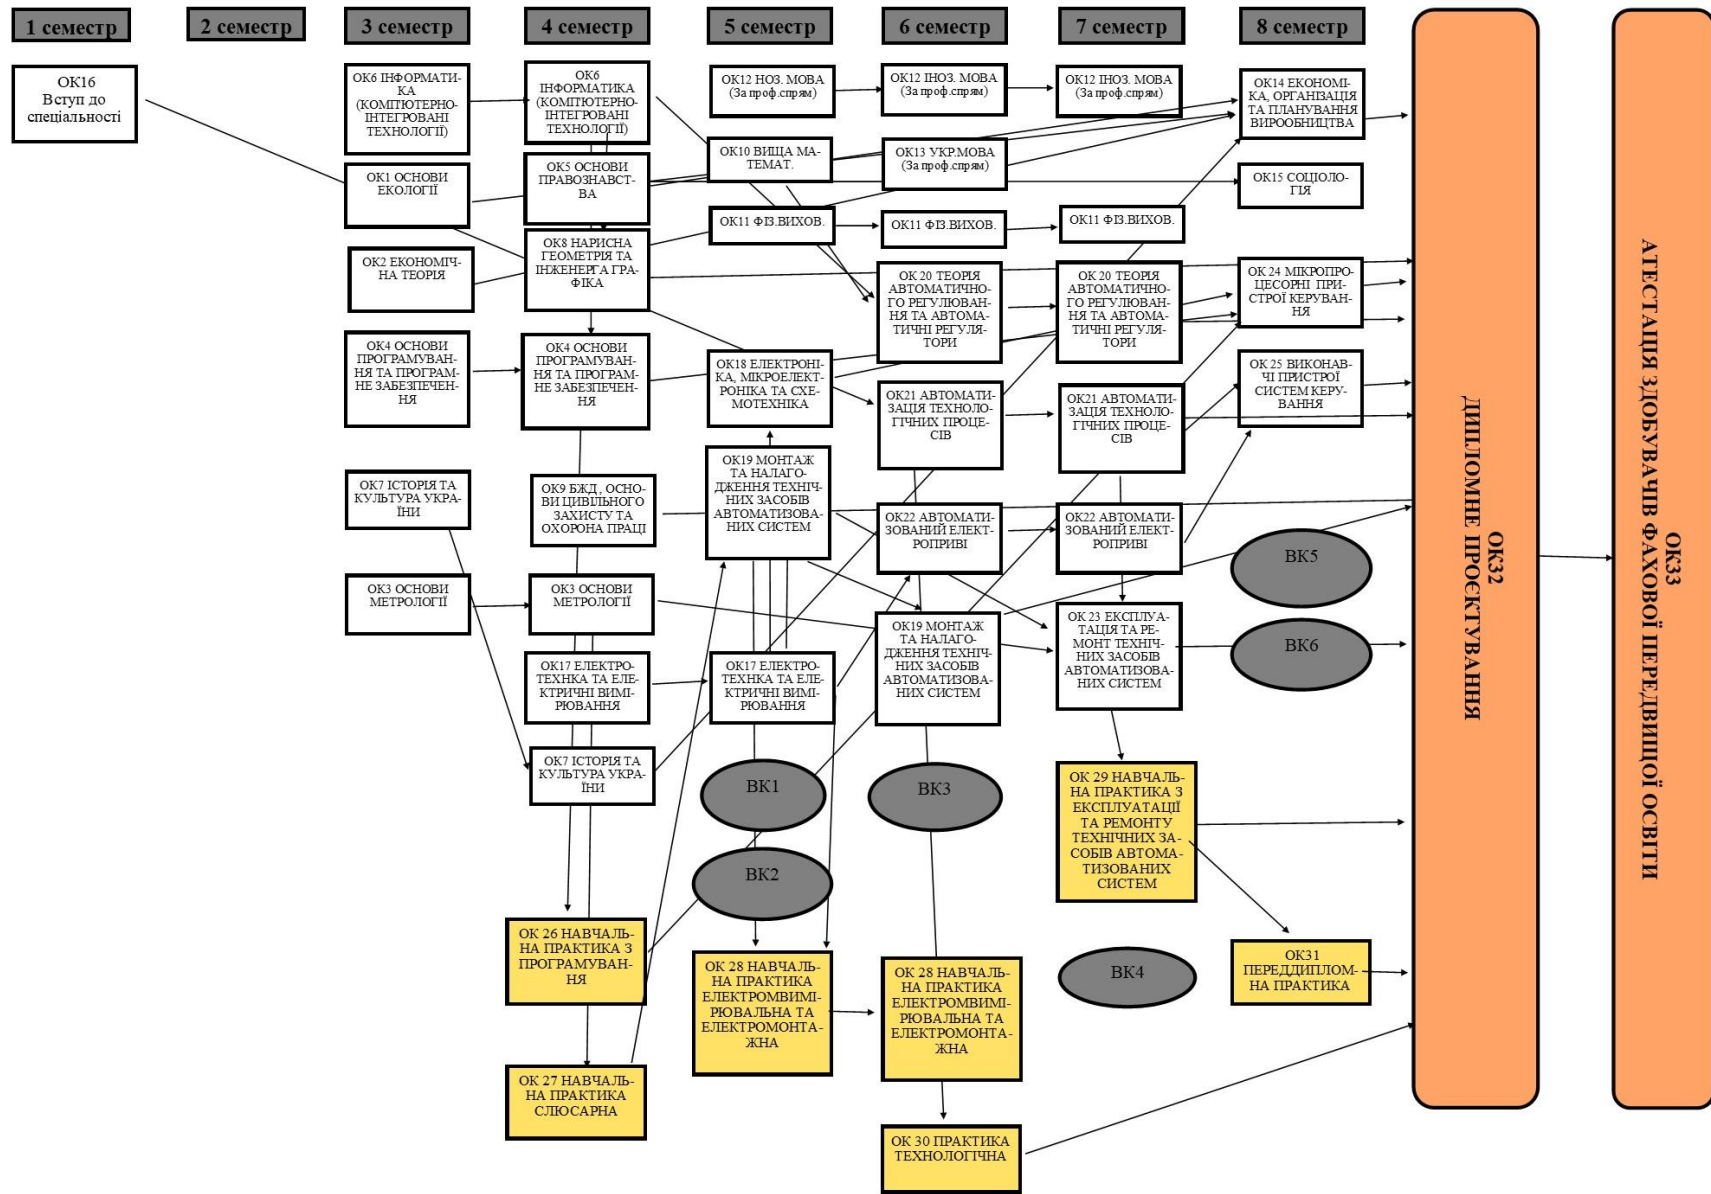 1 семестр
2 семестр
3 семестр
4 семестр
5 семестр
6 семестр
7 семестр
8 семестр
ОК16
Вступ до
спеціальності
ОК6 ІНФОРМАТИ-
КА
(КОМІТЮТЕРНО-
ІНТЕГРОВАНІ
ТЕХНОЛОГІЇ)
ОК1 ОСНОВИ
ЕКОЛОГІЇ
ОК2 ЕКОНОМІЧ-
НА ТЕОРІЯ
ОК4 ОСНОВИ
ПРОГРАМУВАН-
НЯ ТА ПРОГРАМ-
НЕ ЗАБЕЗПЕЧЕН-
НЯ
ОК7 ІСТОРІЯ ТА
КУЛЬТУРА УКРА-
ЇНИ
ОК3 ОСНОВИ
МЕТРОЛОГІЇ
ОК6
ІНФОРМАТИКА
(КОМІТЮТЕРНО-
ІНТЕГРОВАНІ
ТЕХНОЛОГІЇ)
ОК5 ОСНОВИ
ПРАВОЗНАВСТ-
ВА
ОК8 НАРИСНА
ГЕОМЕТРІЯ ТА
ІНЖЕНЕРГА ГРА-
ФІКА
ОК4 ОСНОВИ
ПРОГРАМУВАН-
НЯ ТА ПРОГРАМ-
НЕ ЗАБЕЗПЕЧЕН-
НЯ
ОК9 БЖД , ОСНО-
ВИ ЦИВІЛЬНОГО
ЗАХИСТУ ТА
ОХОРОНА ПРАЦІ
ОК3 ОСНОВИ
МЕТРОЛОГІЇ
ОК17 ЕЛЕКТРО-
ТЕХНКА ТА ЕЛЕ-
КТРИЧНІ ВИМІ-
РЮВАННЯ
ОК7 ІСТОРІЯ ТА
КУЛЬТУРА УКРА-
ЇНИ
ОК 26 НАВЧАЛЬ-
НА ПРАКТИКА З
ПРОГРАМУВАН-
НЯ
ОК 27 НАВЧАЛЬ-
НА ПРАКТИКА
СЛЮСАРНА
ОК12 НОЗ. МОВА
(За проф.спрям)
ОК10 ВИЩА МА-
ТЕМАТ.
ОК11 ФІЗ.ВИХОВ.
ОК18 ЕЛЕКТРОНІ-
КА, МІКРОЕЛЕКТ-
РОНІКА ТА СХЕ-
МОТЕХНІКА
ОК19 МОНТАЖ
ТА НАЛАГО-
ДЖЕННЯ ТЕХНІ-
ЧНИХ ЗАСОБІВ
АВТОМАТИЗОВА-
НИХ СИСТЕМ
ОК17 ЕЛЕКТРО-
ТЕХНКА ТА ЕЛЕ-
КТРИЧНІ ВИМІ-
РЮВАННЯ
ВК1
ВК2
ОК 28 НАВЧАЛЬ-
НА ПРАКТИКА
ЕЛЕКТРОМВИМІ-
РЮВАЛЬНА ТА
ЕЛЕКТРОМОНТА-
ЖНА
ОК12 ІНОЗ. МОВА
(За проф.спрям)
ОК13 УКР.МОВА
(За проф.спрям)
ОК11 ФІЗ.ВИХОВ.
ОК 20 ТЕОРІЯ
АВТОМАТИЧНО-
ГО РЕГУЛЮВАН-
НЯ ТА АВТОМА-
ТИЧНІ РЕГУЛЯ-
ТОРИ
ОК21 АВТОМАТИ-
ЗАЦІЯ ТЕХНОЛО-
ГІЧНИХ ПРОЦЕ-
СІВ
ОК22 АВТОМАТИ-
ЗОВАНИЙ ЕЛЕКТ-
РОПРИВІ
ОК19 МОНТАЖ
ТА НАЛАГО-
ДЖЕННЯ ТЕХНІ-
ЧНИХ ЗАСОБІВ
АВТОМАТИЗОВА-
НИХ СИСТЕМ
ВК3
ОК 28 НАВЧАЛЬ-
НА ПРАКТИКА
ЕЛЕКТРОМВИМІ-
РЮВАЛЬНА ТА
ЕЛЕКТРОМОНТА-
ЖНА
ОК 30 ПРАКТИКА
ТЕХНОЛОГІЧНА
ОК12 ІНОЗ. МОВА
(За проф.спрям)
ОК11 ФІЗ.ВИХОВ.
ОК 20 ТЕОРІЯ
АВТОМАТИЧНО-
ГО РЕГУЛЮВАН-
НЯ ТА АВТОМА-
ТИЧНІ РЕГУЛЯ-
ТОРИ
ОК21 АВТОМАТИ-
ЗАЦІЯ ТЕХНОЛО-
ГІЧНИХ ПРОЦЕ-
СІВ
ОК22 АВТОМАТИ-
ЗОВАНИЙ ЕЛЕКТ-
РОПРИВІ
ОК 23 ЕКСПЛУА-
ТАЦІЯ ТА РЕ-
МОНТ ТЕХНІЧ-
НИХ ЗАСОБІВ
АВТОМАТИЗОВА-
НИХ СИСТЕМ
ОК 29 НАВЧАЛЬ-
НА ПРАКТИКА З
ЕКСПЛУАТАЦІЇ
ТА РЕМОНТУ
ТЕХНІЧНИХ ЗА-
СОБІВ АВТОМА-
ТИЗОВАНИХ
СИСТЕМ
ВК4
ОК14 ЕКОНОМІ-
КА, ОРГАНІЗАЦІЯ
ТА ПЛАНУВАННЯ
ВИРООБНИЦТВА
ОК15 СОЦІОЛО-
ГІЯ
ОК 24 МІКРОПРО-
ЦЕСОРНІ ПРИ-
СТРОЇ КЕРУВАН-
НЯ
ОК 25 ВИКОНАВ-
ЧІ ПРИСТРОЇ
СИСТЕМ КЕРУ-
ВАННЯ
ВК5
ВК6
ОК31
ПЕРЕДДИПЛОМ-
НА ПРАКТИКА
ОК32
ДИПЛОМНЕ ПРОЄКТУВАННЯ
ОК33
АТЕСТАЦІЯ ЗДОБУВАЧІВ ФАХОВОЇ ПЕРЕДВИЩОЇ ОСВІТИ